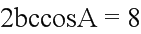 2bccosA = 8